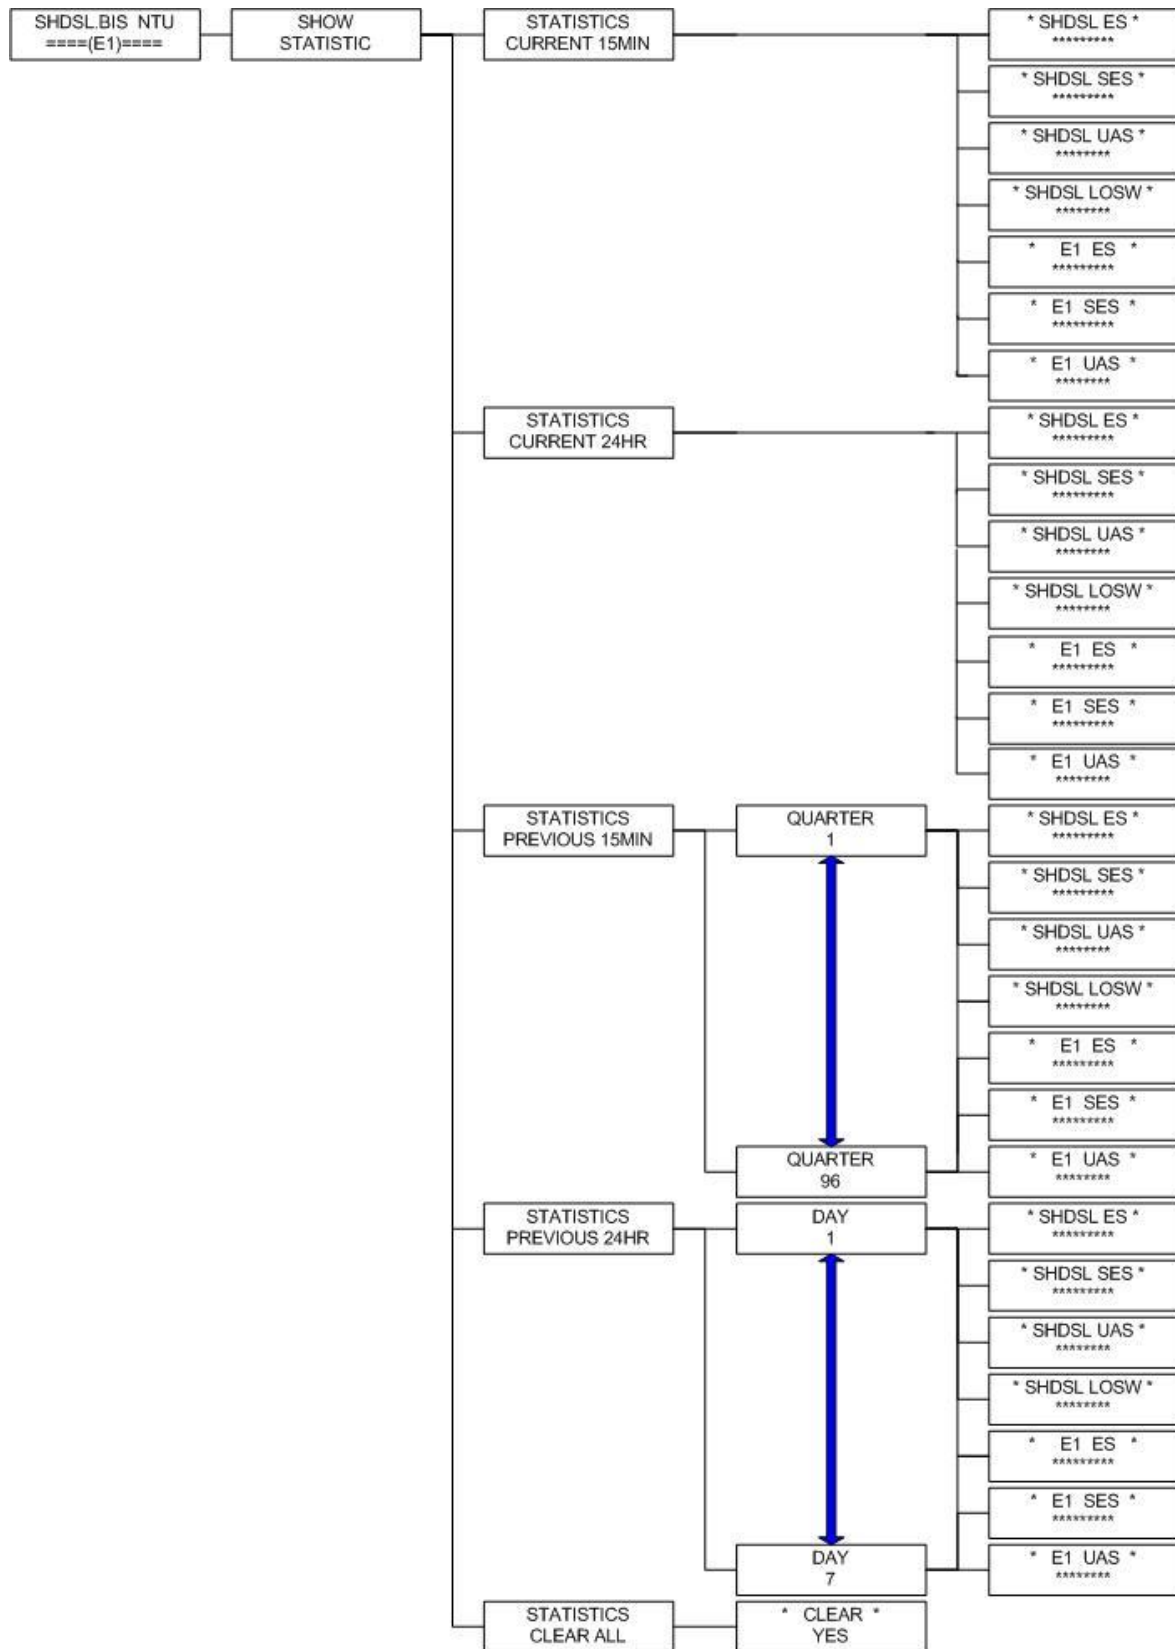 SHDSL.BIS NTU
====(E1)====
SHOW
STATISTIC
STATISTICS
CURRENT 15MIN
* SHDSL ES *
*********
* SHDSL SES *
*********
* SHDSL UAS *
********
* SHDSL LOSW *
********
* E1 ES *
*********
* E1 SES *
*********
* E1 UAS *
********
STATISTICS
CURRENT 24HR
* SHDSL ES *
*********
* SHDSL SES *
*********
* SHDSL UAS *
********
* SHDSL LOSW *
********
* E1 ES *
*********
* E1 SES *
*********
* E1 UAS *
********
STATISTICS
PREVIOUS 15MIN
QUARTER
1
* SHDSL ES *
*********
* SHDSL SES *
*********
* SHDSL UAS *
********
* SHDSL LOSW *
********
* E1 ES *
*********
* E1 SES *
*********
QUARTER
96
* E1 UAS *
********
STATISTICS
PREVIOUS 24HR
DAY
1
* SHDSL ES *
*********
* SHDSL SES *
*********
* SHDSL UAS *
********
* SHDSL LOSW *
********
* E1 ES *
*********
* E1 SES *
*********
DAY
7
* E1 UAS *
********
STATISTICS
CLEAR ALL
* CLEAR *
YES